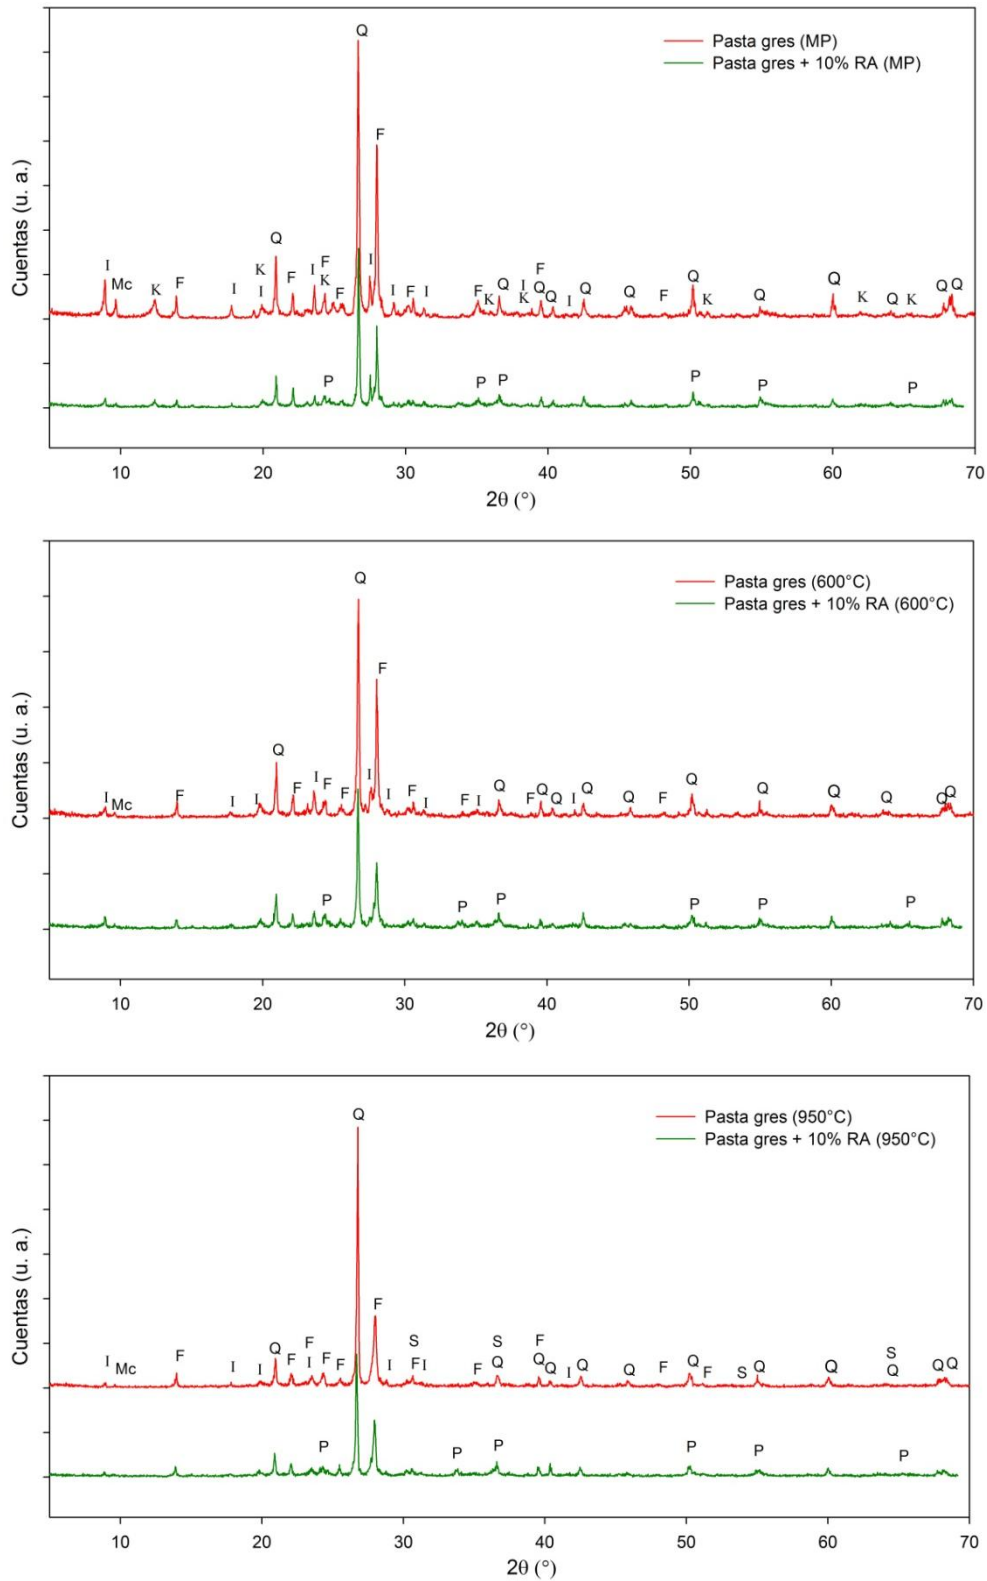 Q
Pasta gres (MP)
Pasta gres + 10% RA (MP)
F
Q
I
Mc
K
F
I
K
I
F
I
F
K
F
I
I
F
I
F
K
Q
I
K
F
Q
Q
I
Q
Q
F
Q
K
Q
Q
K
Q
K
Q
Q
P
P
P
P
P
P
Cuentas (u. a.)
10 20 30 40 50 60 70
2θ (°)
Q
Pasta gres (600°C)
Pasta gres + 10% RA (600°C)
F
Q
I
Mc
F
I
I
F
I
F
F
I
I
F
I
F
I
Q
F
Q
Q
I
Q
Q
F
Q
Q
Q
Q
Q
Q
P
P
P
P
P
P
Cuentas (u. a.)
10 20 30 40 50 60 70
2θ (°)
Q
Pasta gres (950°C)
Pasta gres + 10% RA (950°C)
F
I
Mc
F
I
I
Q
F
F
I
F
F
I
S
F
I
F
S
Q
F
Q
Q
I
Q
Q
F
Q
F
S
Q
Q
S
Q
Q
Q
P
P
P
P
P
P
Cuentas (u. a.)
10 20 30 40 50 60 70
2θ (°)